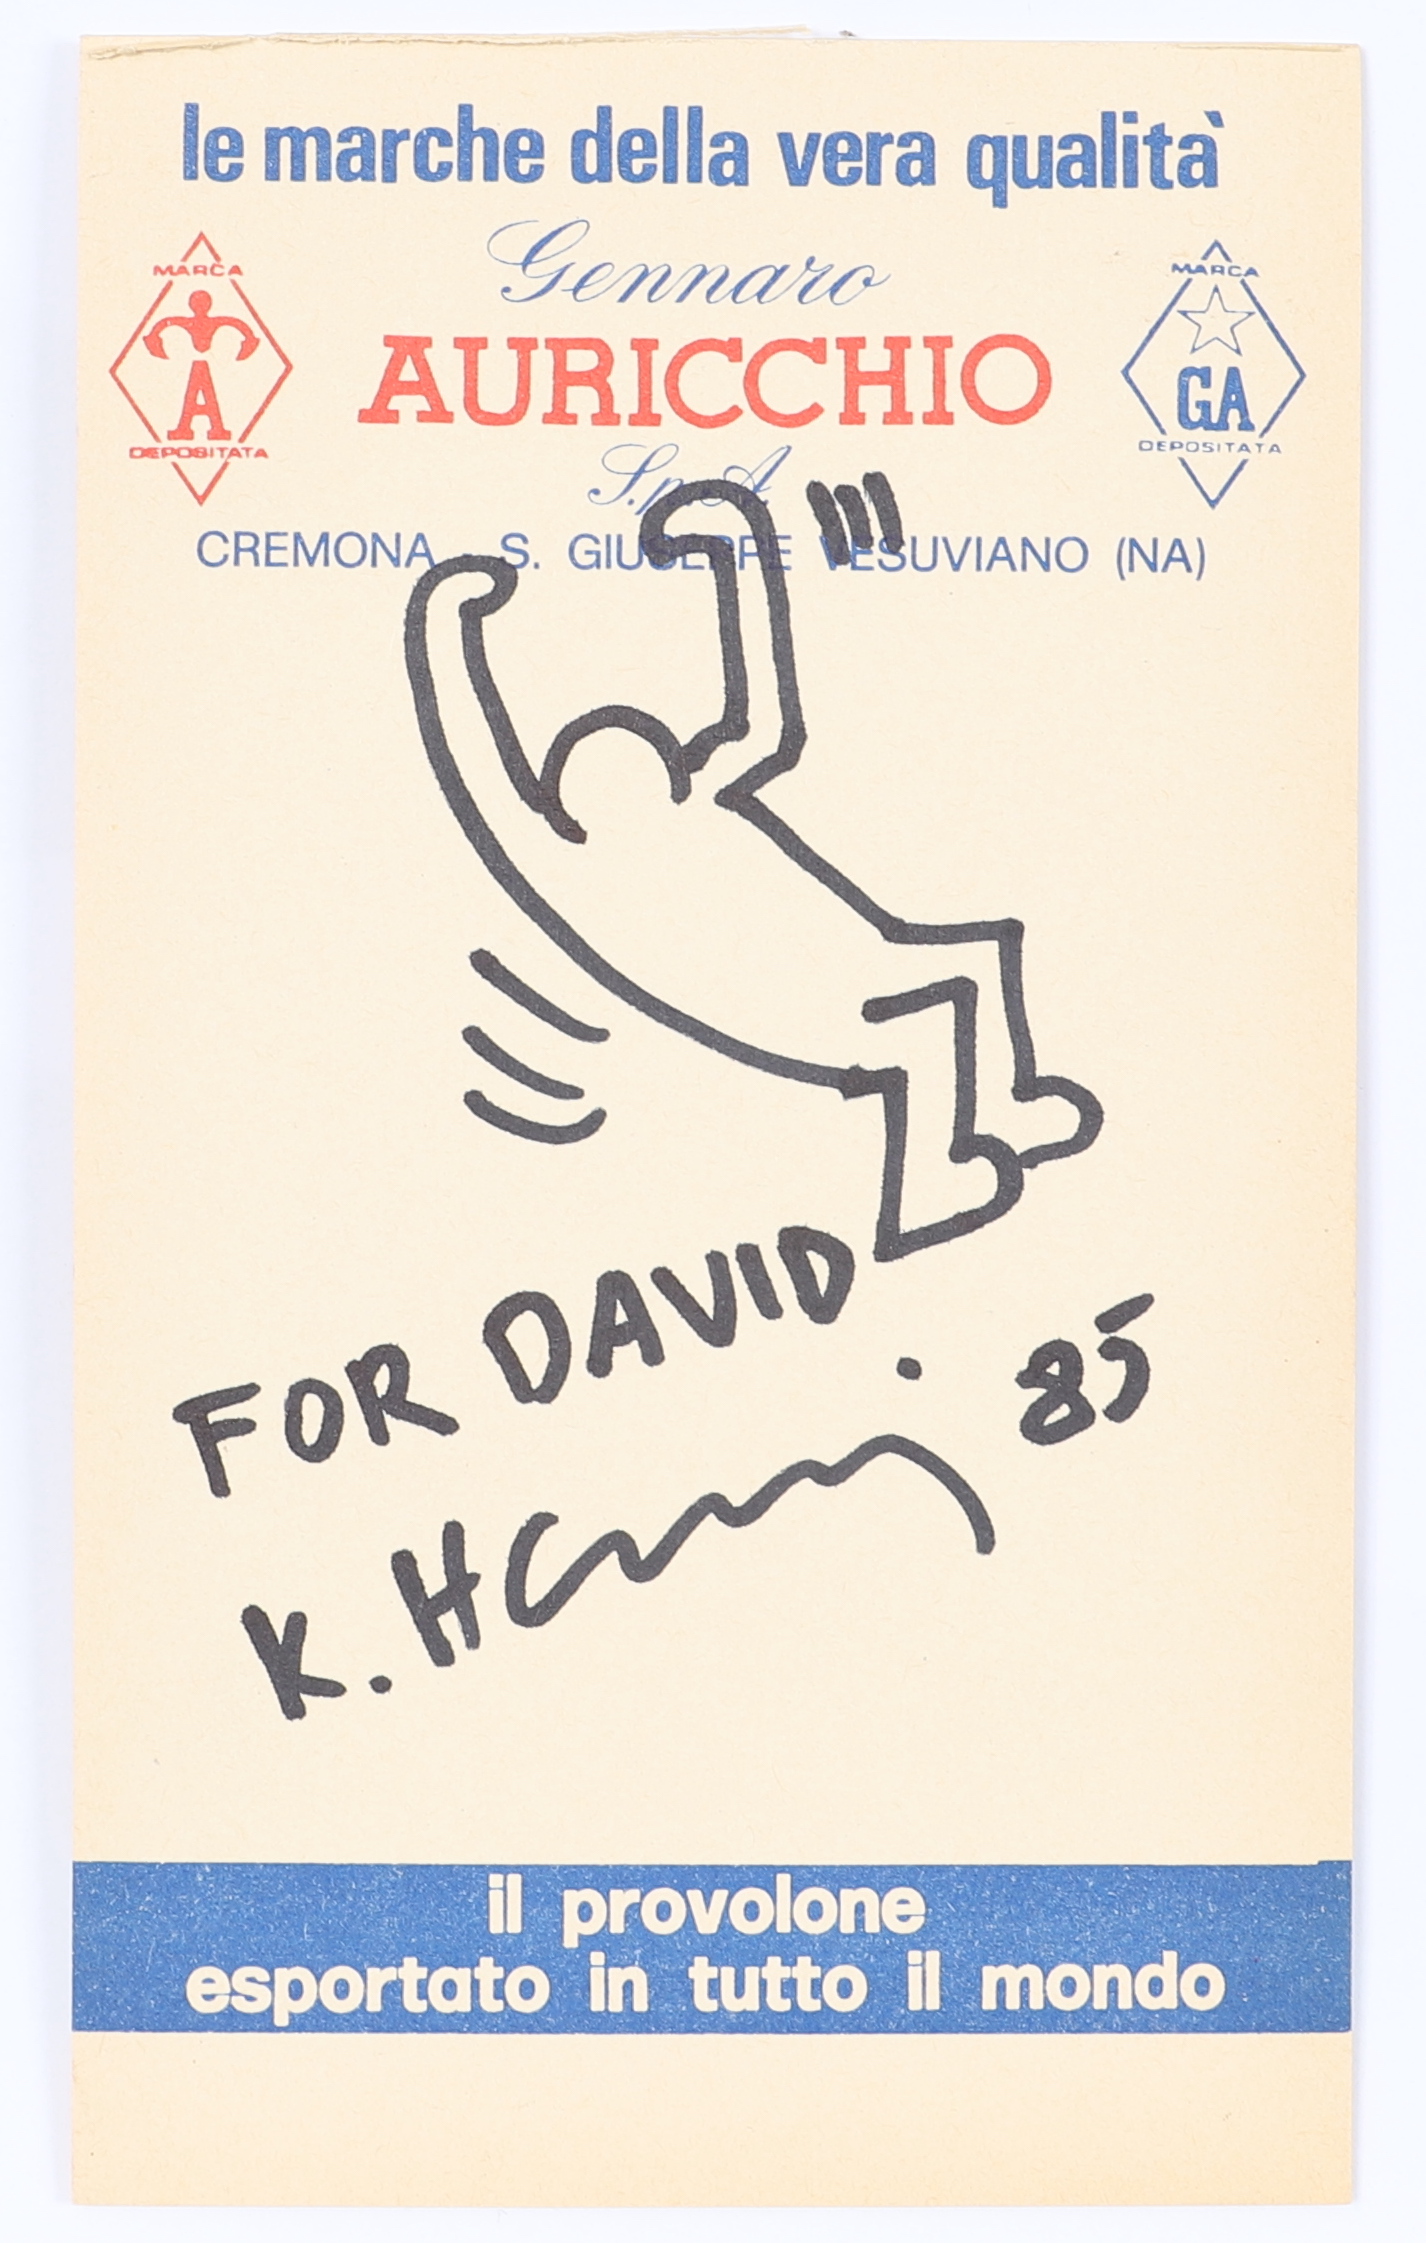 le marche della vera qualità
Gennaro
MARCA
A
DEPOSITATA
AURICCHIO
MARCA
GA
DEPOSITATA
S.p.A.
CREMONA - S. GIUSEPPE VESUVIANO (NA)
FOR DAVID
K. Haring 85
il provolone
esportato in tutto il mondo